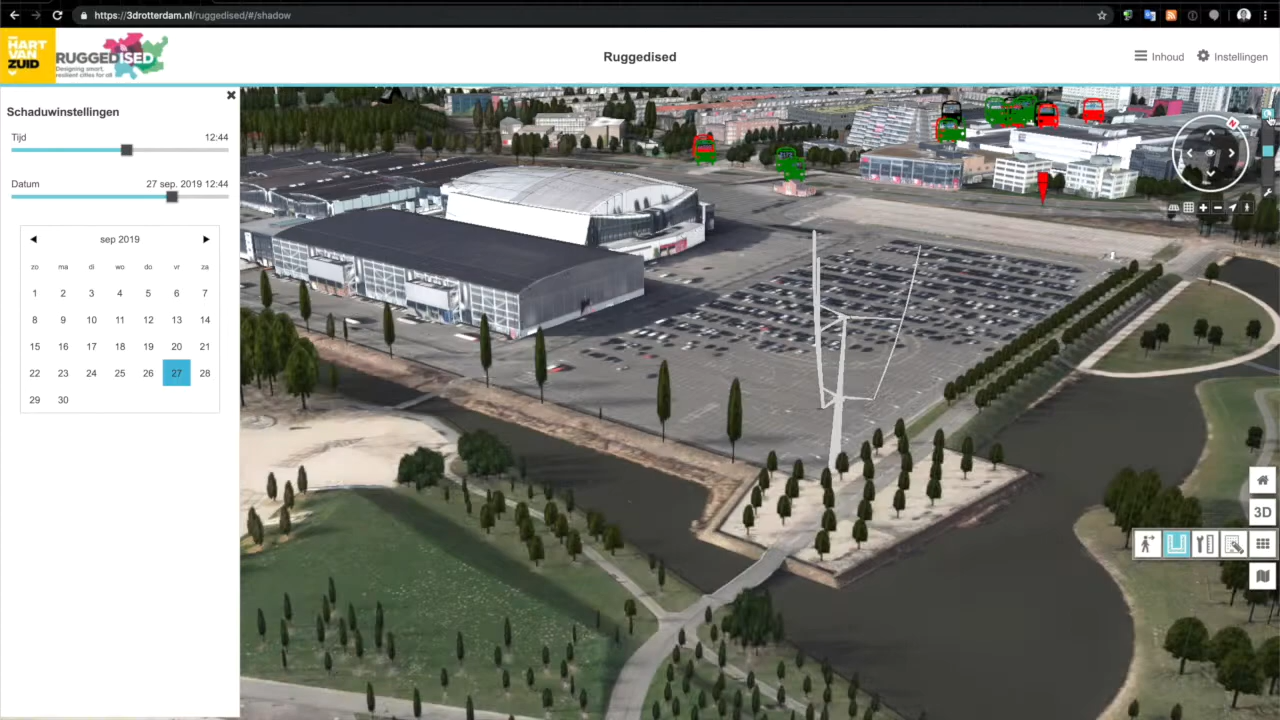 https://3drotterdam.nl/ruggedised/#/shadow
HART
VAN
ZUID
RUGGEDISED
Designing smart,
resilient cities for all
Ruggedised
Inhoud
Instellingen
Schaduwinstellingen
Tijd 12:44
Datum 27 sep. 2019 12:44
sep 2019
zo ma di wo do vr za
1 2 3 4 5 6 7
8 9 10 11 12 13 14
15 16 17 18 19 20 21
22 23 24 25 26 27 28
29 30
N
3D